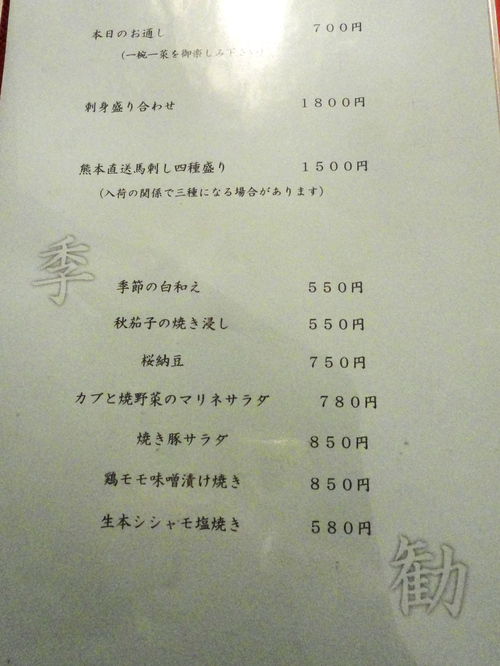 本日のお通し　７００円
（一椀一菜を御楽しみ下さい）
刺身盛り合わせ　１８００円
熊本直送馬刺し四種盛り　１５００円
（入荷の関係で三種になる場合があります）
季
季節の白和え　５５０円
秋茄子の焼き浸し　５５０円
桜納豆　７５０円
カブと焼野菜のマリネサラダ　７８０円
焼き豚サラダ　８５０円
鶏モモ味噌漬け焼き　８５０円
生本シシャモ塩焼き　５８０円
勧